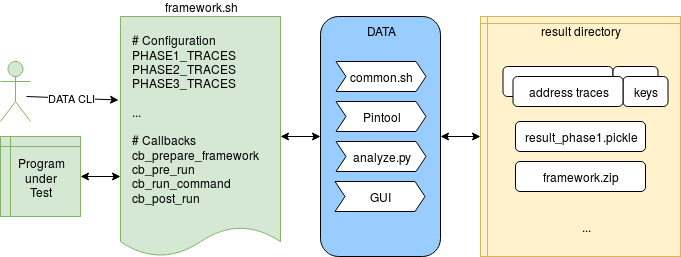 framework.sh
# Configuration
PHASE1_TRACES
PHASE2_TRACES
PHASE3_TRACES
...
# Callbacks
cb_prepare_framework
cb_pre_run
cb_run_command
cb_post_run
DATA CLI
Program
under
Test
DATA
common.sh
Pintool
analyze.py
GUI
result directory
address traces
keys
result_phase1.pickle
framework.zip
...